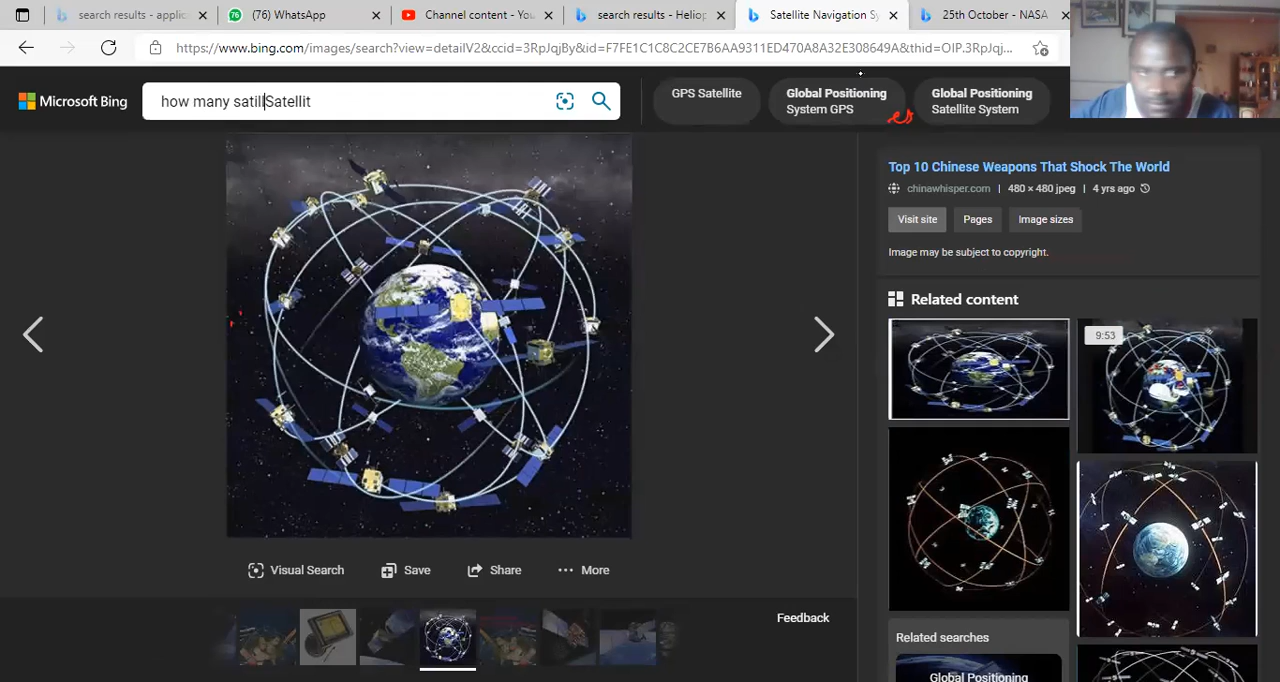 search results - applic
(76) WhatsApp
Channel content - You
search results - Heliop
Satellite Navigation Sy
25th October - NASA
https://www.bing.com/images/search?view=detailV2&ccid=3RpJqjBy&id=F7FE1C1C8C2CE7B6AA9311ED470A8A32E308649A&thid=OIP.3RpJqj...
Microsoft Bing
how many satillSatellit
GPS Satellite
Global Positioning
System GPS
Global Positioning
Satellite System
Top 10 Chinese Weapons That Shock The World
chinawhisper.com | 480 × 480 jpeg | 4 yrs ago
Visit site
Pages
Image sizes
Image may be subject to copyright.
Related content
9:53
Visual Search
Save
Share
More
Feedback
Related searches
Global Positioning